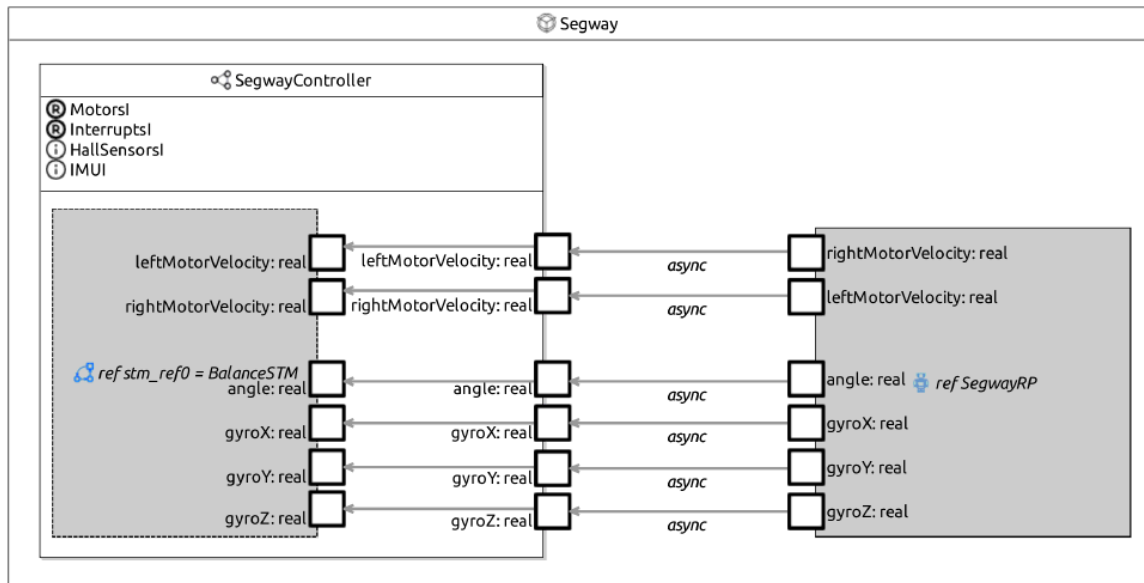 Segway
SegwayController
R MotorsI
R InterruptsI
i HallSensorsI
i IMUI
leftMotorVelocity: real
leftMotorVelocity: real
async
rightMotorVelocity: real
rightMotorVelocity: real
rightMotorVelocity: real
async
leftMotorVelocity: real
ref stm_ref0 = BalanceSTM
angle: real
angle: real
async
angle: real
ref SegwayRP
gyroX: real
gyroX: real
async
gyroX: real
gyroY: real
gyroY: real
async
gyroY: real
gyroZ: real
gyroZ: real
async
gyroZ: real